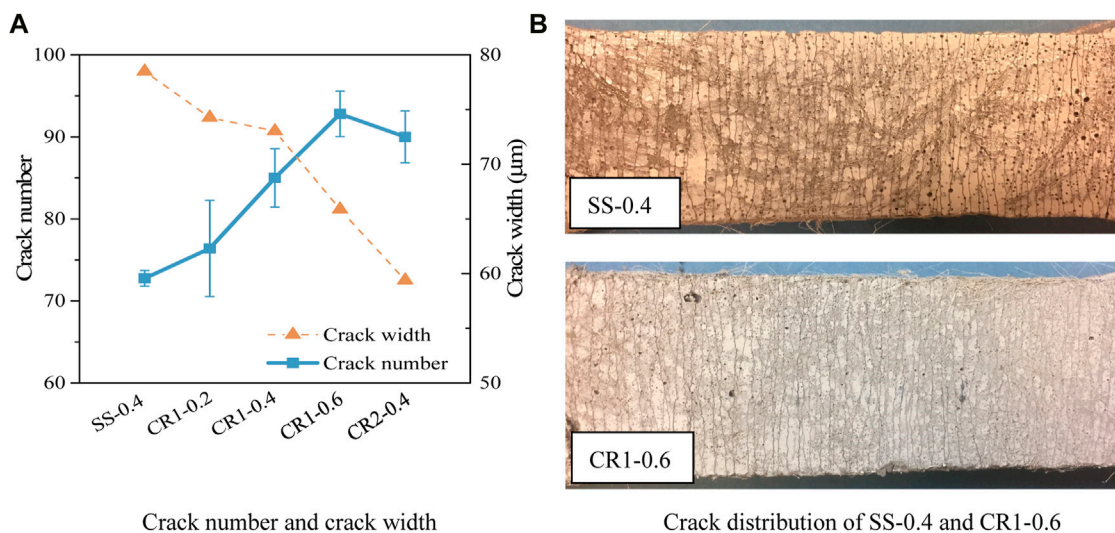 A
B
100
90
80
70
60
Crack number
80
70
60
50
Crack width (μm)
Crack width
Crack number
SS-0.4
CR1-0.2
CR1-0.4
CR1-0.6
CR2-0.4
Crack number and crack width
SS-0.4
CR1-0.6
Crack distribution of SS-0.4 and CR1-0.6